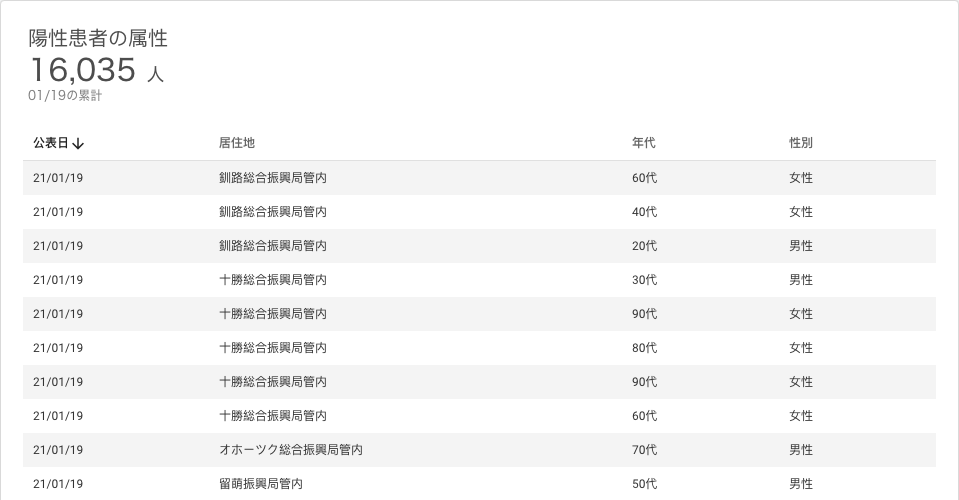 陽性患者の属性
16,035 人
01/19の累計
公表日↓ 居住地 年代 性別
21/01/19 釧路総合振興局管内 60代 女性
21/01/19 釧路総合振興局管内 40代 女性
21/01/19 釧路総合振興局管内 20代 男性
21/01/19 十勝総合振興局管内 30代 男性
21/01/19 十勝総合振興局管内 90代 女性
21/01/19 十勝総合振興局管内 80代 女性
21/01/19 十勝総合振興局管内 90代 女性
21/01/19 十勝総合振興局管内 60代 女性
21/01/19 オホーツク総合振興局管内 70代 男性
21/01/19 留萌振興局管内 50代 男性